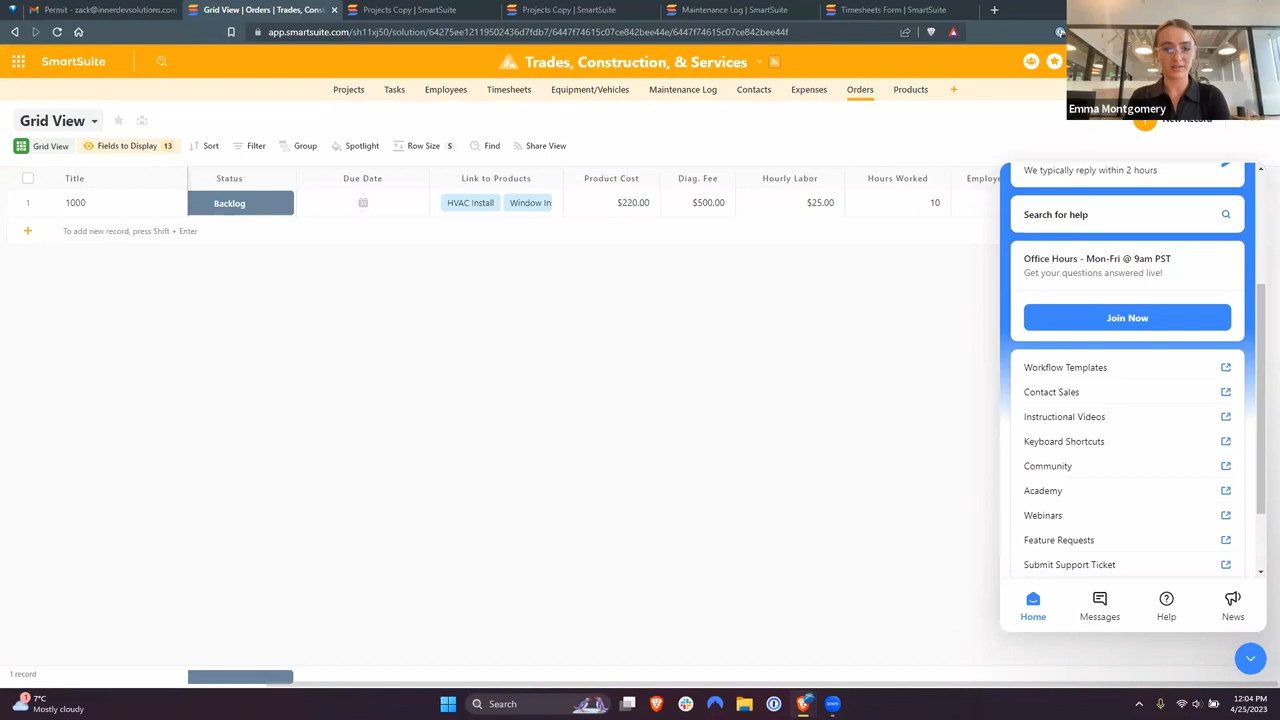 Permit - zack@innerdevsolutions.com
Grid View | Orders | Trades, Const
Projects Copy | SmartSuite
Projects Copy | SmartSuite
Maintenance Log | SmartSuite
Timesheets Form | SmartSuite
app.smartsuite.com/sh11xj50/solution/64275ee12119502436d7fdb7/6447f74615c07ce842bee44e/6447f74615c07ce842bee44f
SmartSuite
Trades, Construction, & Services
Projects
Tasks
Employees
Timesheets
Equipment/Vehicles
Maintenance Log
Contacts
Expenses
Orders
Products
Emma Montgomery
Grid View
New Record
Grid View
Fields to Display 13
Sort
Filter
Group
Spotlight
Row Size S
Find
Share View
Title Status Due Date Link to Products Product Cost Diag. Fee Hourly Labor Hours Worked Employe
1 1000 Backlog HVAC Install Window In $220.00 $500.00 $25.00 10
To add new record, press Shift + Enter
We typically reply within 2 hours
Search for help
Office Hours - Mon-Fri @ 9am PST
Get your questions answered live!
Join Now
Workflow Templates
Contact Sales
Instructional Videos
Keyboard Shortcuts
Community
Academy
Webinars
Feature Requests
Submit Support Ticket
Home
Messages
Help
News
1 record
1
7°C
Mostly cloudy
Search
zoom
12:04 PM
4/25/2023